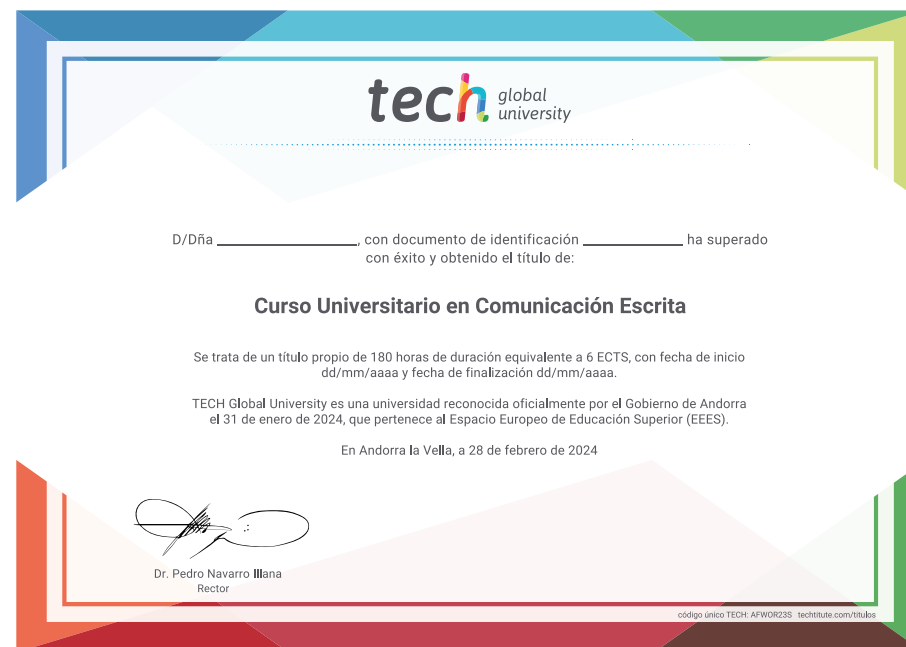 tech global university
D/Dña ____________________, con documento de identificación ______________ ha superado
con éxito y obtenido el título de:
Curso Universitario en Comunicación Escrita
Se trata de un título propio de 180 horas de duración equivalente a 6 ECTS, con fecha de inicio
dd/mm/aaaa y fecha de finalización dd/mm/aaaa.
TECH Global University es una universidad reconocida oficialmente por el Gobierno de Andorra
el 31 de enero de 2024, que pertenece al Espacio Europeo de Educación Superior (EEES).
En Andorra la Vella, a 28 de febrero de 2024
Dr. Pedro Navarro Illana
Rector
código único TECH: AFWOR23S techtitute.com/titulos